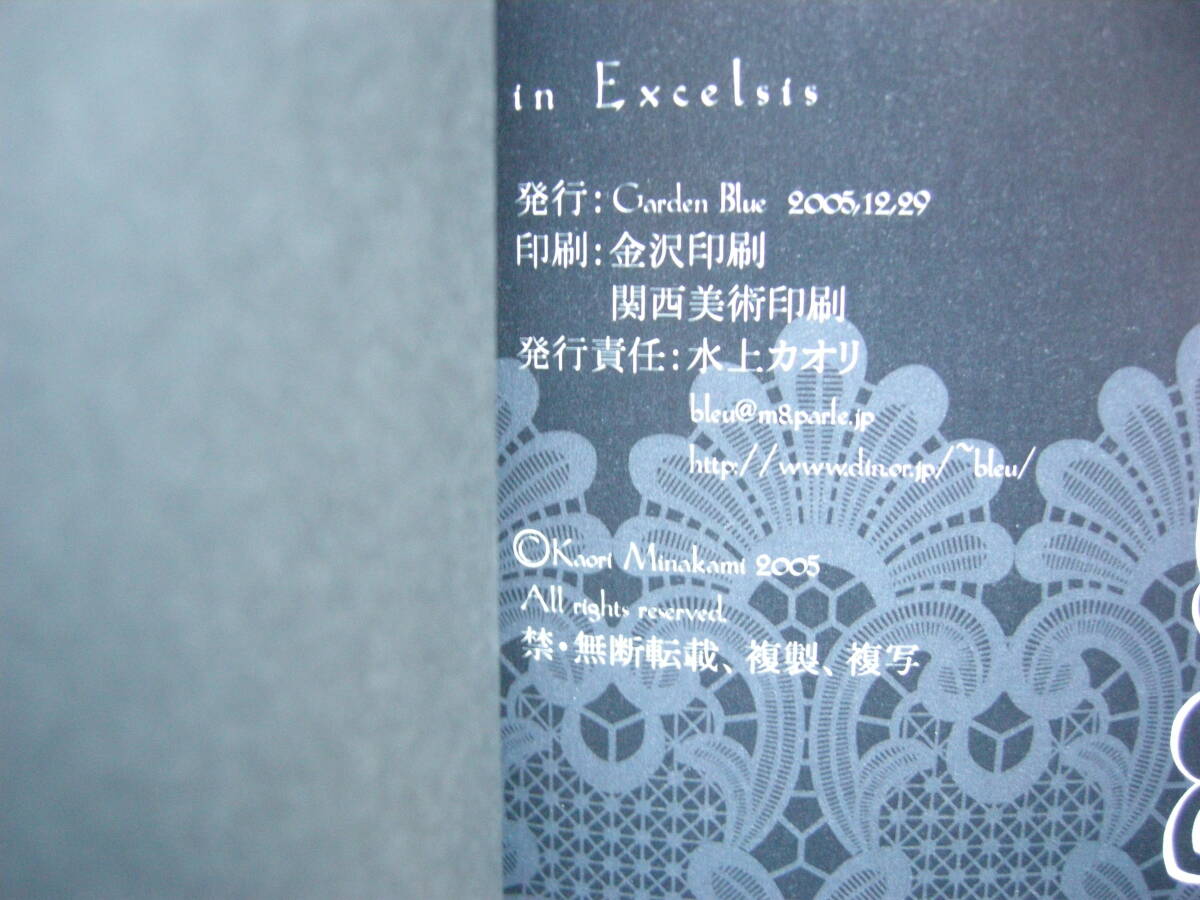 in Excelsis
発行：Garden Blue 2005,12,29
印刷：金沢印刷
関西美術印刷
発行責任：水上カオリ
bleu@m8.parle.jp
http://www.din.or.jp/~bleu/
©Kaori Minakami 2005
All rights reserved.
禁・無断転載、複製、複写